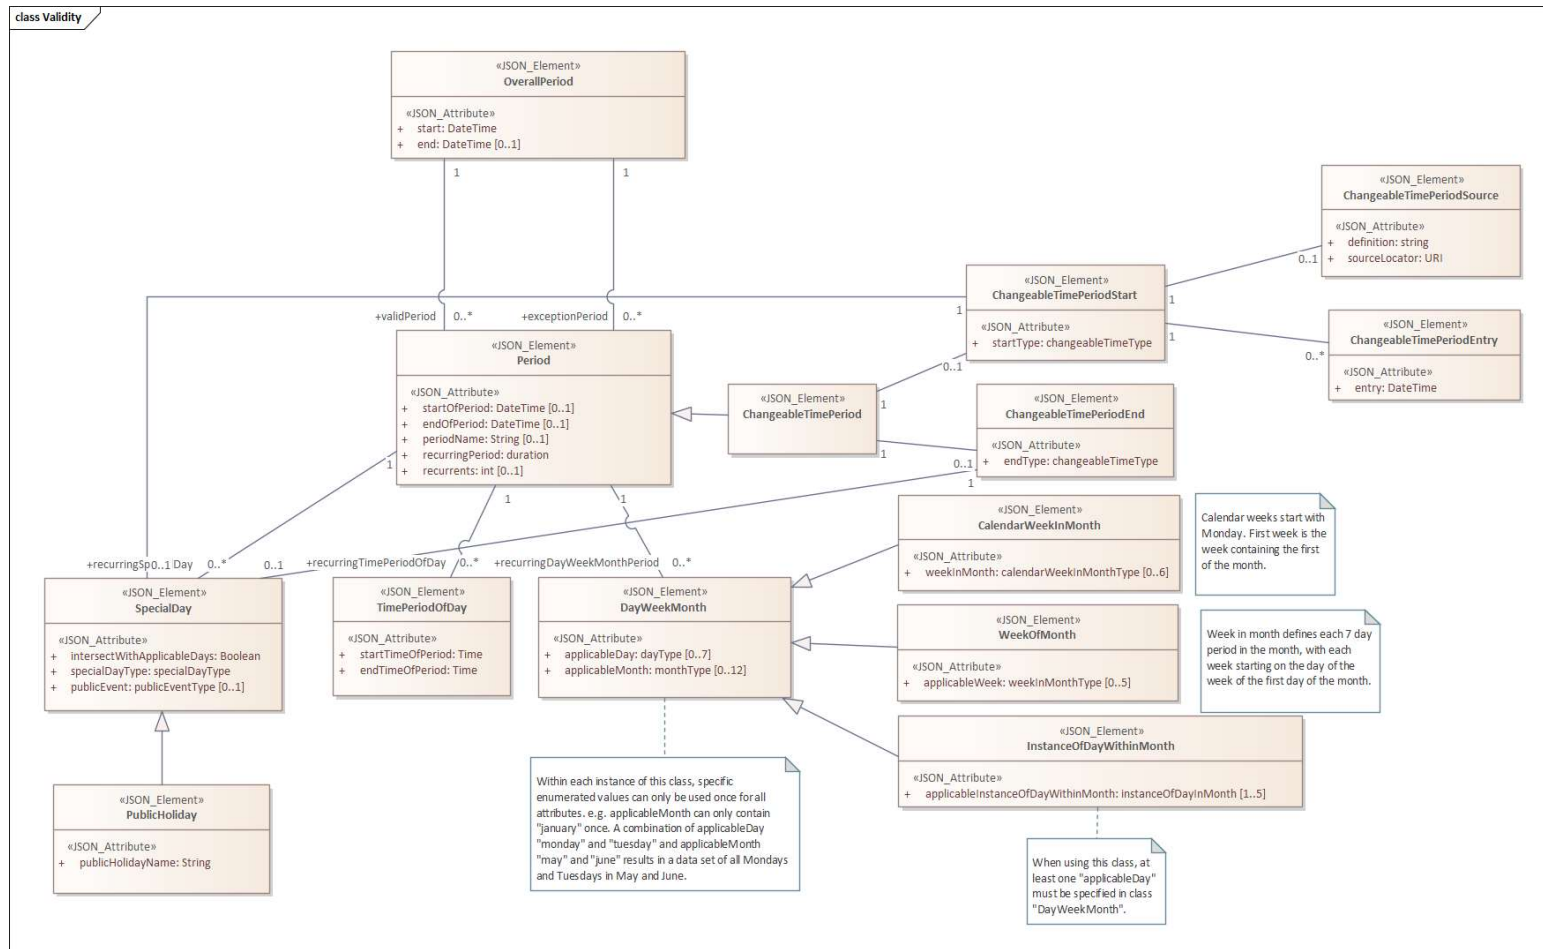 class Validity
«JSON_Element»
OverallPeriod
«JSON_Attribute»
+ start: DateTime
+ end: DateTime [0..1]
1
1
+validPeriod
0..*
+exceptionPeriod
0..*
«JSON_Element»
Period
«JSON_Attribute»
+ startOfPeriod: DateTime [0..1]
+ endOfPeriod: DateTime [0..1]
+ periodName: String [0..1]
+ recurringPeriod: duration
+ recurrents: int [0..1]
1
1
1
«JSON_Element»
ChangeableTimePeriodSource
«JSON_Attribute»
+ definition: string
+ sourceLocator: URI
0..1
«JSON_Element»
ChangeableTimePeriodStart
«JSON_Attribute»
+ startType: changeableTimeType
1
1
1
0..1
«JSON_Element»
ChangeableTimePeriodEntry
«JSON_Attribute»
+ entry: DateTime
0..*
«JSON_Element»
ChangeableTimePeriod
1
1
«JSON_Element»
ChangeableTimePeriodEnd
«JSON_Attribute»
+ endType: changeableTimeType
0..1
1
+recurringSp
0..1
Day
0..*
0..1
+recurringTimePeriodOfDay
0..*
+recurringDayWeekMonthPeriod
0..*
«JSON_Element»
SpecialDay
«JSON_Attribute»
+ intersectWithApplicableDays: Boolean
+ specialDayType: specialDayType
+ publicEvent: publicEventType [0..1]
«JSON_Element»
TimePeriodOfDay
«JSON_Attribute»
+ startTimeOfPeriod: Time
+ endTimeOfPeriod: Time
«JSON_Element»
DayWeekMonth
«JSON_Attribute»
+ applicableDay: dayType [0..7]
+ applicableMonth: monthType [0..12]
«JSON_Element»
CalendarWeekInMonth
«JSON_Attribute»
+ weekInMonth: calendarWeekInMonthType [0..6]
Calendar weeks start with
Monday. First week is the
week containing the first
of the month.
«JSON_Element»
WeekOfMonth
«JSON_Attribute»
+ applicableWeek: weekInMonthType [0..5]
Week in month defines each 7 day
period in the month, with each
week starting on the day of the
week of the first day of the month.
«JSON_Element»
InstanceOfDayWithinMonth
«JSON_Attribute»
+ applicableInstanceOfDayWithinMonth: instanceOfDayInMonth [1..5]
«JSON_Element»
PublicHoliday
«JSON_Attribute»
+ publicHolidayName: String
Within each instance of this class, specific
enumerated values can only be used once for all
attributes. e.g. applicableMonth can only contain
"january" once. A combination of applicableDay
"monday" and "tuesday" and applicableMonth
"may" and "june" results in a data set of all Mondays
and Tuesdays in May and June.
When using this class, at
least one "applicableDay"
must be specified in class
"DayWeekMonth".